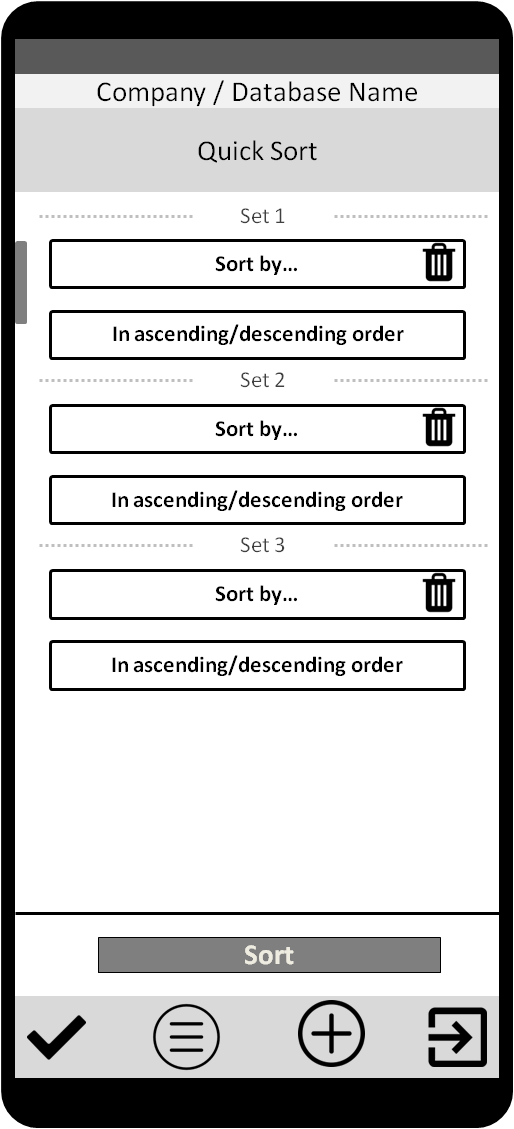 Company / Database Name
Quick Sort
Set 1
Sort by...
In ascending/descending order
Set 2
Sort by...
In ascending/descending order
Set 3
Sort by...
In ascending/descending order
Sort